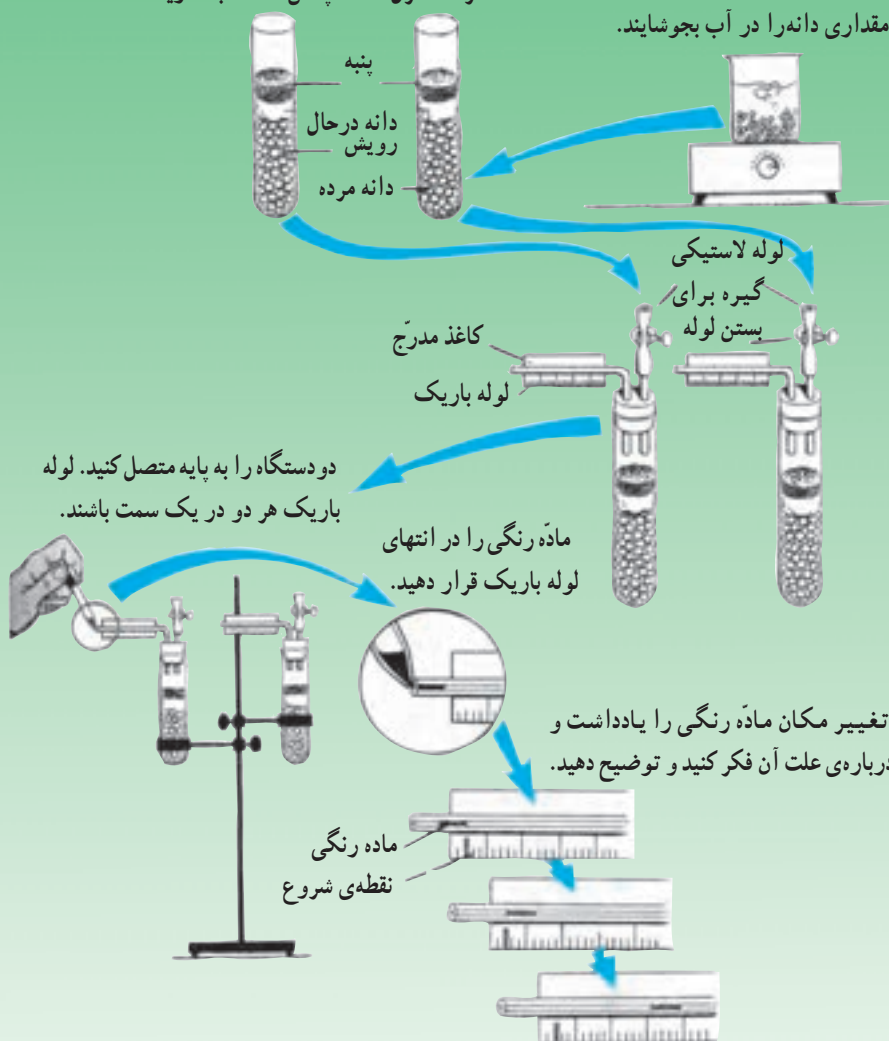 مقداری دانه‌را در آب بجوشایند.
پنبه
دانه درحال
رویش
دانه مرده
لوله لاستیکی
گیره برای
بستن لوله
کاغذ مدرّج
لوله باریک
دودستگاه را به پایه متصل کنید. لوله
باریک هر دو در یک سمت باشند.
مادّه رنگی را در انتهای
لوله باریک قرار دهید.
تغییر مکان مادّه رنگی را یادداشت و
درباره‌ی علت آن فکر کنید و توضیح دهید.
ماده رنگی
نقطه‌ی شروع